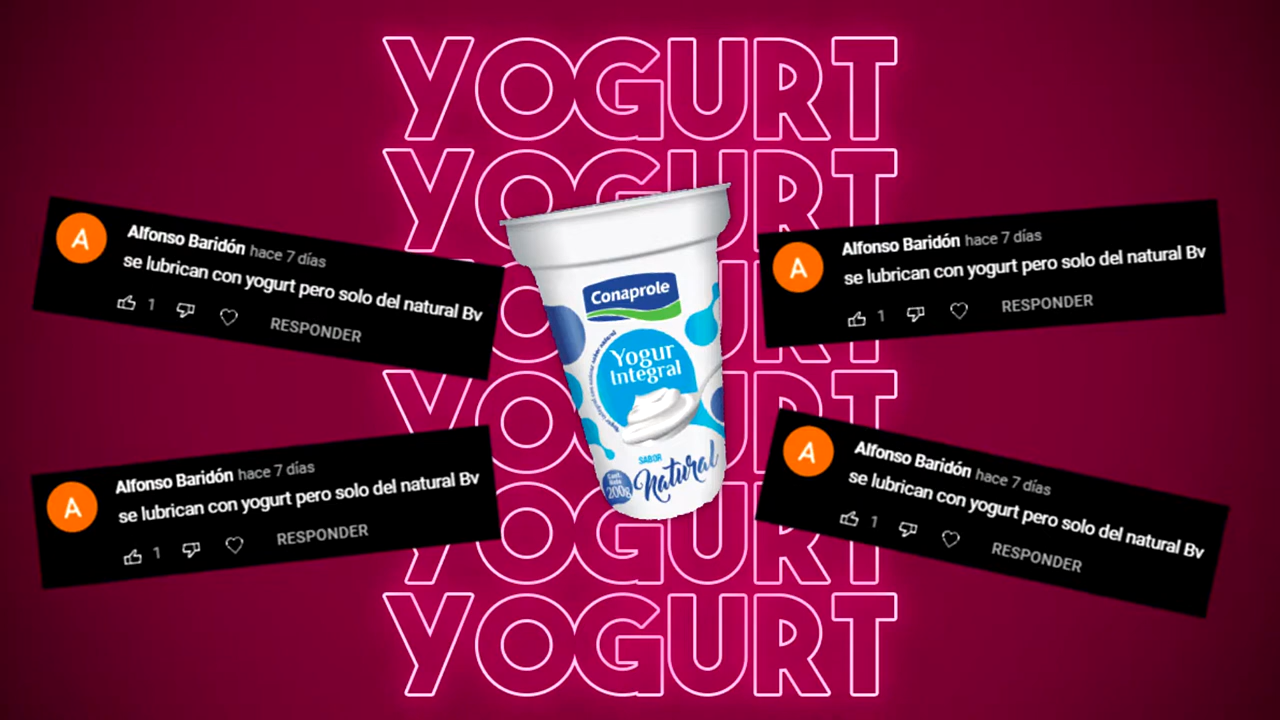 YOGURT
YOGURT
YOGURT
YOGURT
YOGURT
YOGURT
Alfonso Baridón hace 7 días
se lubrican con yogurt pero solo del natural Bv
1 RESPONDER
Alfonso Baridón hace 7 días
se lubrican con yogurt pero solo del natural Bv
1 RESPONDER
Conaprole
Yogur
Integral
SABOR
Natural
Cont.
Neto
200g
Alfonso Baridón hace 7 días
se lubrican con yogurt pero solo del natural Bv
1 RESPONDER
Alfonso Baridón hace 7 días
se lubrican con yogurt pero solo del natural Bv
1 RESPONDER